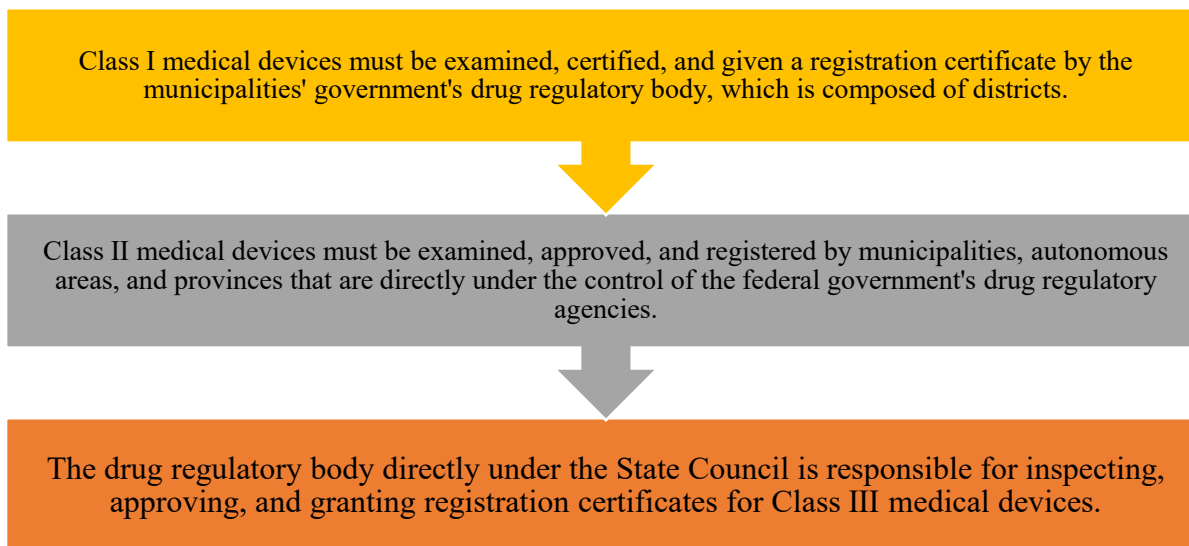 Class I medical devices must be examined, certified, and given a registration certificate by the
municipalities' government's drug regulatory body, which is composed of districts.
Class II medical devices must be examined, approved, and registered by municipalities, autonomous
areas, and provinces that are directly under the control of the federal government's drug regulatory
agencies.
The drug regulatory body directly under the State Council is responsible for inspecting,
approving, and granting registration certificates for Class III medical devices.